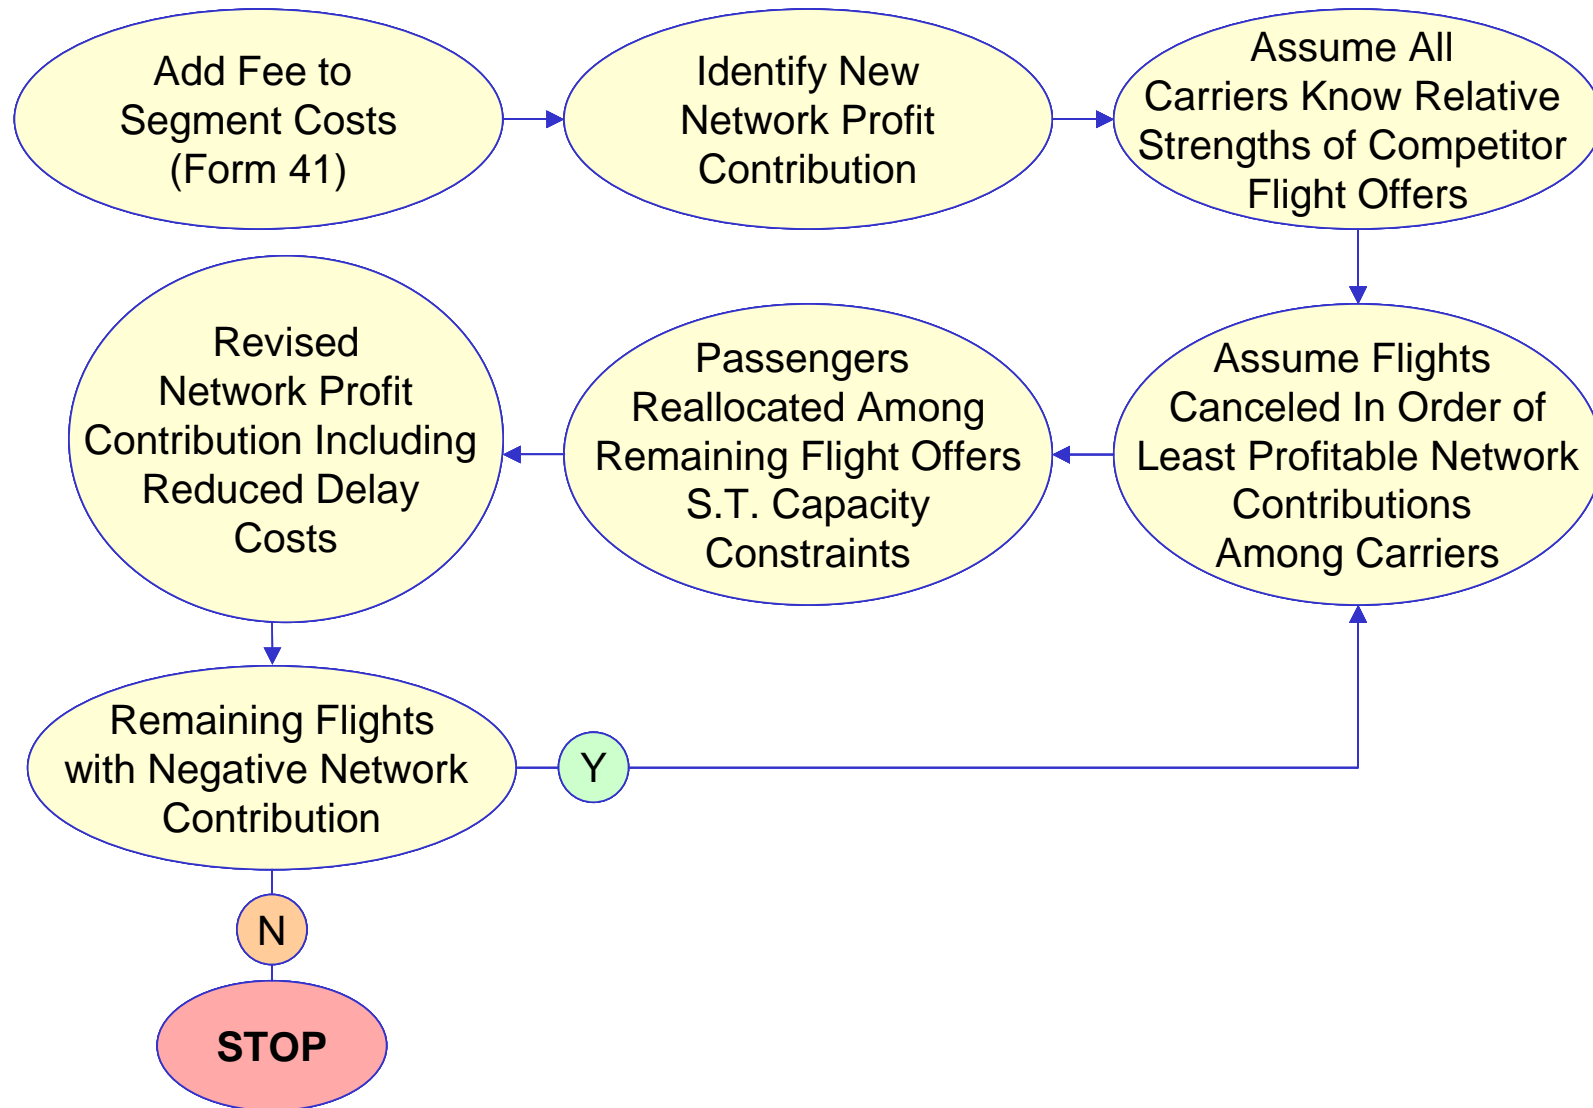 Add Fee to
Segment Costs
(Form 41)
Identify New
Network Profit
Contribution
Assume All
Carriers Know Relative
Strengths of Competitor
Flight Offers
Assume Flights
Canceled In Order of
Least Profitable Network
Contributions
Among Carriers
Passengers
Reallocated Among
Remaining Flight Offers
S.T. Capacity
Constraints
Revised
Network Profit
Contribution Including
Reduced Delay
Costs
Remaining Flights
with Negative Network
Contribution
Y
N
STOP